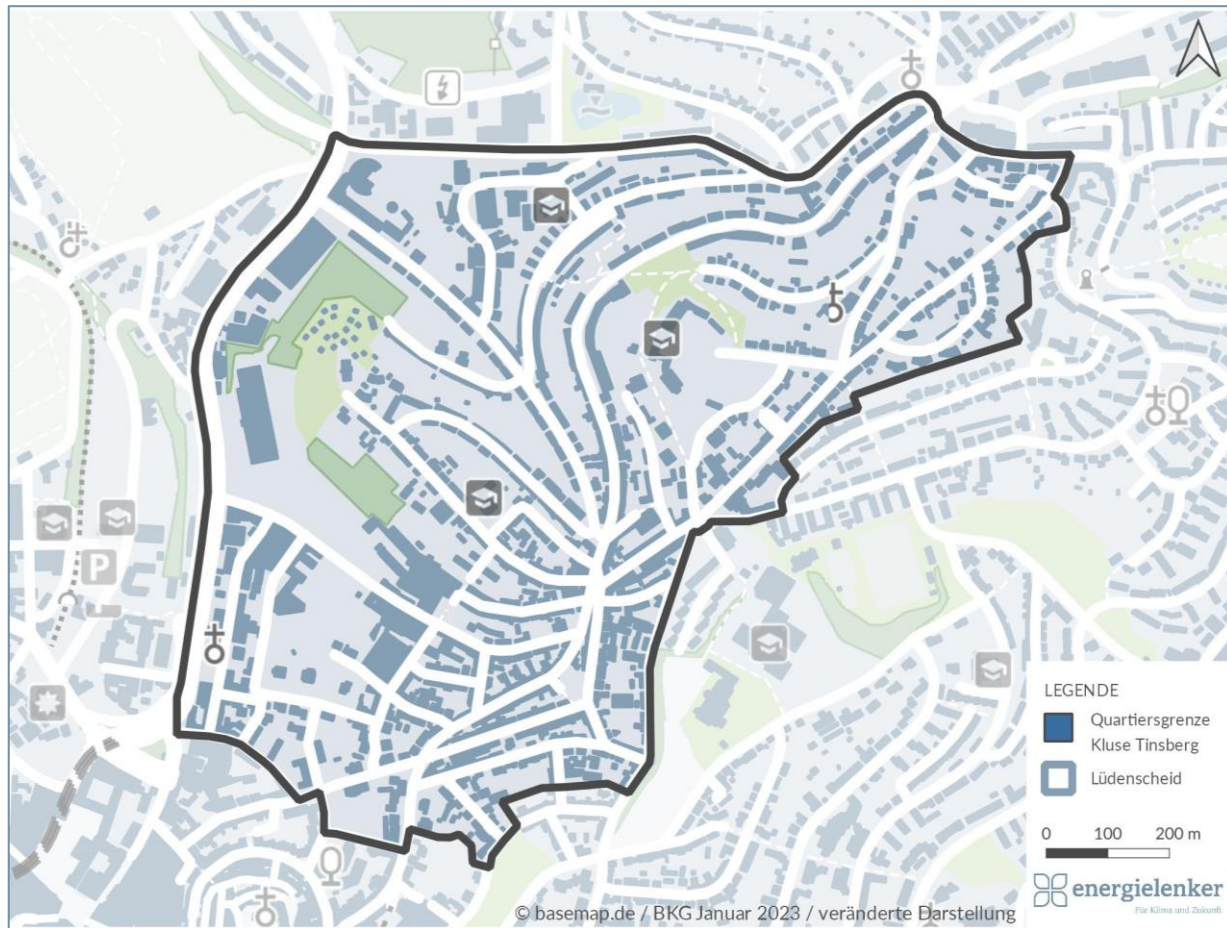 P
LEGENDE
Quartiersgrenze
Kluse Tinsberg
Lüdenscheid
0 100 200 m
energielenker
Für Klima und Zukunft
© basemap.de / BKG Januar 2023 / veränderte Darstellung